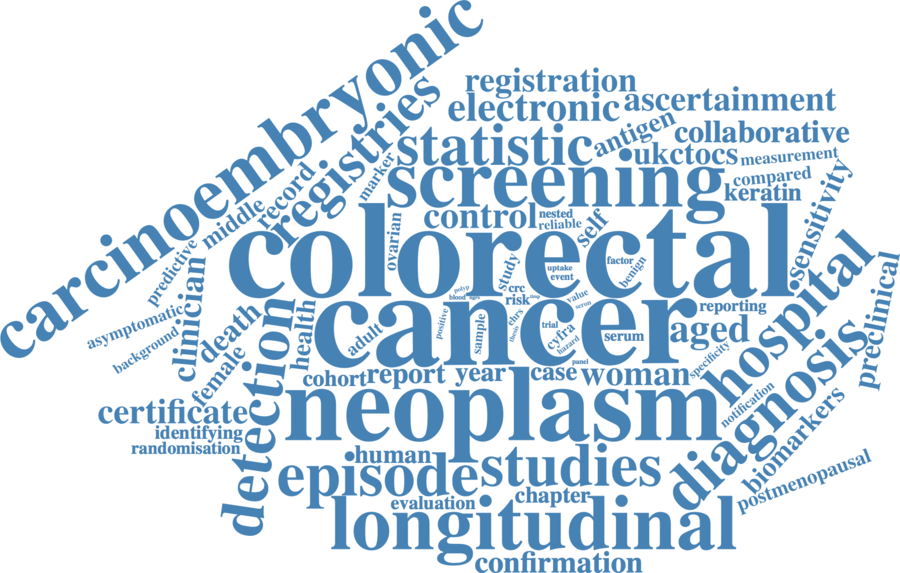 carcinoembryonic
registration
electronic
ascertainment
registries
statistic
antigen
collaborative
ukctocs
measurement
marker
screening
compared
keratin
record
middle
control
nested
reliable
self
sensitivity
ovarian
colorectal
predictive
study
uptake
event
factor
benign
hospital
preclinical
clinician
asymptomatic
background
death
health
adult
cancer
polyp
blood
crc
risk
ehrs
value
positive
sample
thesis
trial
cyfra
hazard
serum
reporting
aged
specificity
panel
female
detection
cohort
report
year
case
woman
diagnosis
notification
certificate
identifying
randomisation
neoplasm
biomarkers
postmenopausal
human
episode
studies
evaluation
chapter
longitudinal
confirmation